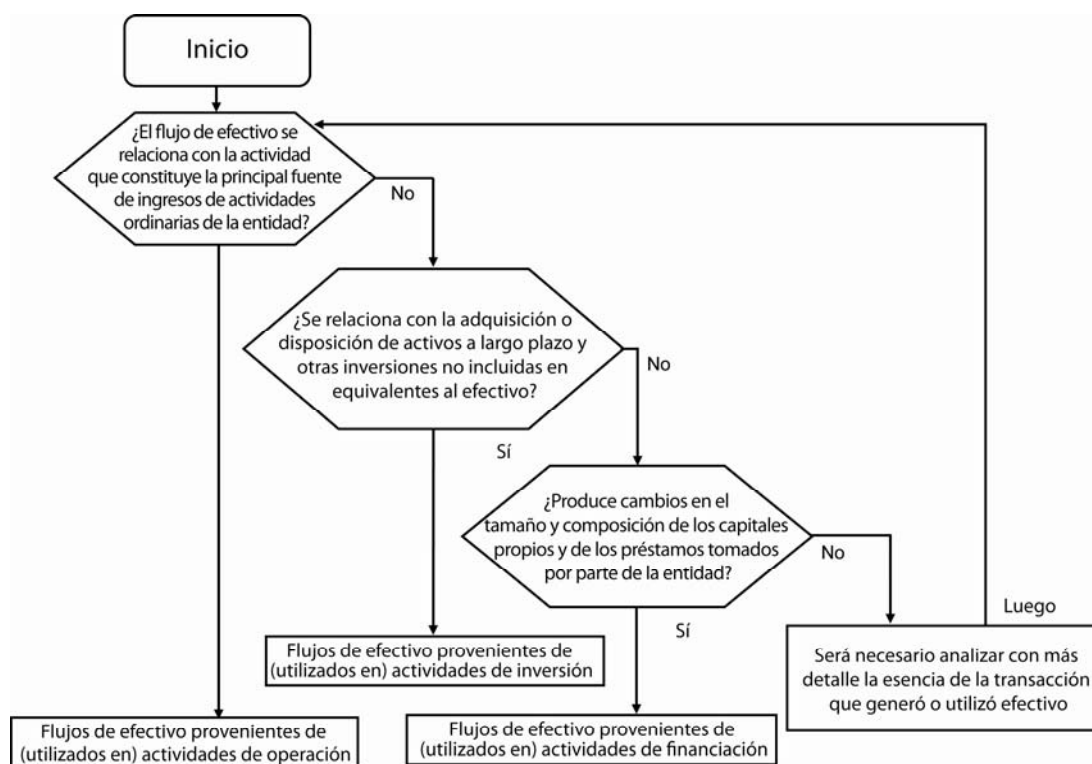 Inicio
¿El flujo de efectivo se
relaciona con la actividad
que constituye la principal fuente
de ingresos de actividades
ordinarias de la entidad?
No
¿Se relaciona con la adquisición o
disposición de activos a largo plazo y
otras inversiones no incluidas en
equivalentes al efectivo?
No
Sí
¿Produce cambios en el
tamaño y composición de los capitales
propios y de los préstamos tomados
por parte de la entidad?
No
Sí
Luego
Será necesario analizar con más
detalle la esencia de la transacción
que generó o utilizó efectivo
Flujos de efectivo provenientes de
(utilizados en) actividades de inversión
Flujos de efectivo provenientes de
(utilizados en) actividades de operación
Flujos de efectivo provenientes de
(utilizados en) actividades de financiación